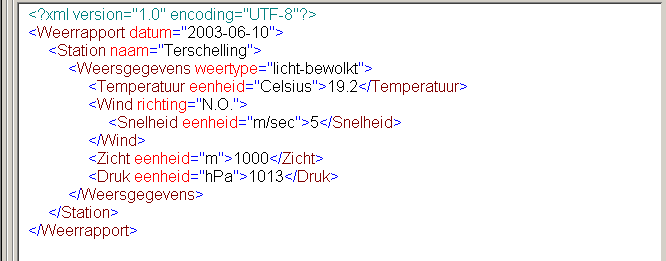 <?xml version="1.0" encoding="UTF-8"?>
<Weerrapport datum="2003-06-10">
<Station naam="Terschelling">
<Weersgegevens weertype="licht-bewolkt">
<Temperatuur eenheid="Celsius">19.2</Temperatuur>
<Wind richting="N.O.">
<Snelheid eenheid="m/sec">5</Snelheid>
</Wind>
<Zicht eenheid="m">1000</Zicht>
<Druk eenheid="hPa">1013</Druk>
</Weersgegevens>
</Station>
</Weerrapport>